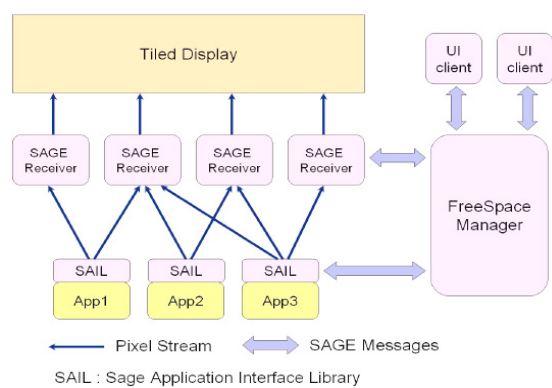 Tiled Display
UI
client
UI
client
SAGE
Receiver
SAGE
Receiver
SAGE
Receiver
SAGE
Receiver
FreeSpace
Manager
SAIL
SAIL
SAIL
App1
App2
App3
Pixel Stream
SAGE Messages
SAIL : Sage Application Interface Library